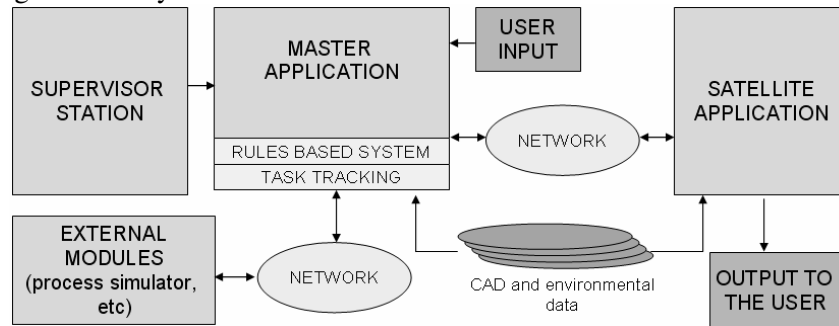 SUPERVISOR
STATION
MASTER
APPLICATION
RULES BASED SYSTEM
TASK TRACKING
USER
INPUT
NETWORK
SATELLITE
APPLICATION
EXTERNAL
MODULES
(process simulator,
etc)
NETWORK
CAD and environmental
data
OUTPUT TO
THE USER